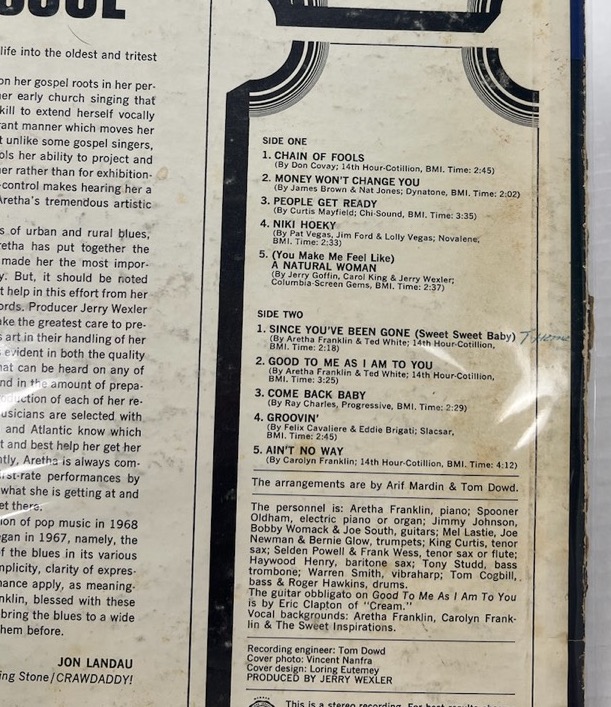 SOUL
life into the oldest and tritest
on her gospel roots in her per-
er early church singing that
kill to extend herself vocally
ant manner which moves her
t unlike some gospel singers,
ols her ability to project and
er rather than for exhibition-
-control makes hearing her a
Aretha's tremendous artistic
s of urban and rural blues,
retha has put together the
made her the most impor-
y. But, it should be noted
t help in this effort from her
ords. Producer Jerry Wexler
ke the greatest care to pre-
s art in their handling of her
evident in both the quality
hat can be heard on any of
nd in the amount of prepa-
duction of each of her re-
usicians are selected with
and Atlantic know which
t and best help her get her
ntly, Aretha is always com-
irst-rate performances by
what she is getting at and
et there.
ion of pop music in 1968
gan in 1967, namely, the
f the blues in its various
mplicity, clarity of expres-
nance apply, as meaning-
nklin, blessed with these
bring the blues to a wide
hem before.
JON LANDAU
ing Stone/CRAWDADDY!
SIDE ONE
1. CHAIN OF FOOLS
(By Don Covay; 14th Hour-Cotillion, BMI. Time: 2:45)
2. MONEY WON'T CHANGE YOU
(By James Brown & Nat Jones; Dynatone, BMI. Time: 2:02)
3. PEOPLE GET READY
(By Curtis Mayfield; Chi-Sound, BMI. Time: 3:35)
4. NIKI HOEKY
(By Pat Vegas, Jim Ford & Lolly Vegas; Novalene,
BMI. Time: 2:33)
5. (You Make Me Feel Like)
A NATURAL WOMAN
(By Jerry Goffin, Carol King & Jerry Wexler;
Columbia-Screen Gems, BMI. Time: 2:37)
SIDE TWO
1. SINCE YOU'VE BEEN GONE (Sweet Sweet Baby)
(By Aretha Franklin & Ted White; 14th Hour-Cotillion,
BMI. Time: 2:18)
2. GOOD TO ME AS I AM TO YOU
(By Aretha Franklin & Ted White; 14th Hour-Cotillion,
BMI. Time: 3:25)
3. COME BACK BABY
(By Ray Charles, Progressive, BMI. Time: 2:29)
4. GROOVIN'
(By Felix Cavaliere & Eddie Brigati; Slacsar,
BMI. Time: 2:45)
5. AIN'T NO WAY
(By Carolyn Franklin; 14th Hour-Cotillion, BMI. Time: 4:12)
The arrangements are by Arif Mardin & Tom Dowd.
The personnel is: Aretha Franklin, piano; Spooner
Oldham, electric piano or organ; Jimmy Johnson,
Bobby Womack & Joe South, guitars; Mel Lastie, Joe
Newman & Bernie Glow, trumpets; King Curtis, tenor
sax; Selden Powell & Frank Wess, tenor sax or flute;
Haywood Henry, baritone sax; Tony Studd, bass
trombone; Warren Smith, vibraharp; Tom Cogbill,
bass & Roger Hawkins, drums.
The guitar obbligato on Good To Me As I Am To You
is by Eric Clapton of "Cream."
Vocal backgrounds: Aretha Franklin, Carolyn Frank-
lin & The Sweet Inspirations.
Recording engineer: Tom Dowd
Cover photo: Vincent Nanfra
Cover design: Loring Eutemey
PRODUCED BY JERRY WEXLER
This is a stereo recording. For best results